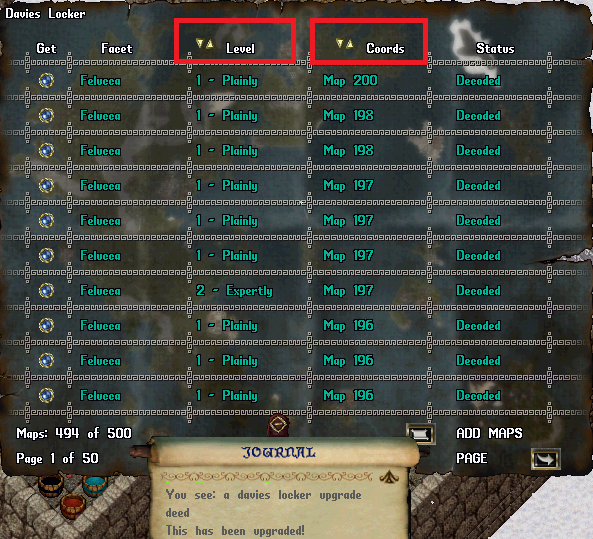 Davies Locker
Get Facet Level Coords Status
Felucca 1 - Plainly Map 200 Decoded
Felucca 1 - Plainly Map 198 Decoded
Felucca 1 - Plainly Map 198 Decoded
Felucca 1 - Plainly Map 197 Decoded
Felucca 1 - Plainly Map 197 Decoded
Felucca 1 - Plainly Map 197 Decoded
Felucca 2 - Expertly Map 197 Decoded
Felucca 1 - Plainly Map 196 Decoded
Felucca 1 - Plainly Map 196 Decoded
Felucca 1 - Plainly Map 196 Decoded
Maps: 494 of 500 ADD MAPS
Page 1 of 50 PAGE
JOURNAL
You see: a davies locker upgrade
deed
This has been upgraded!